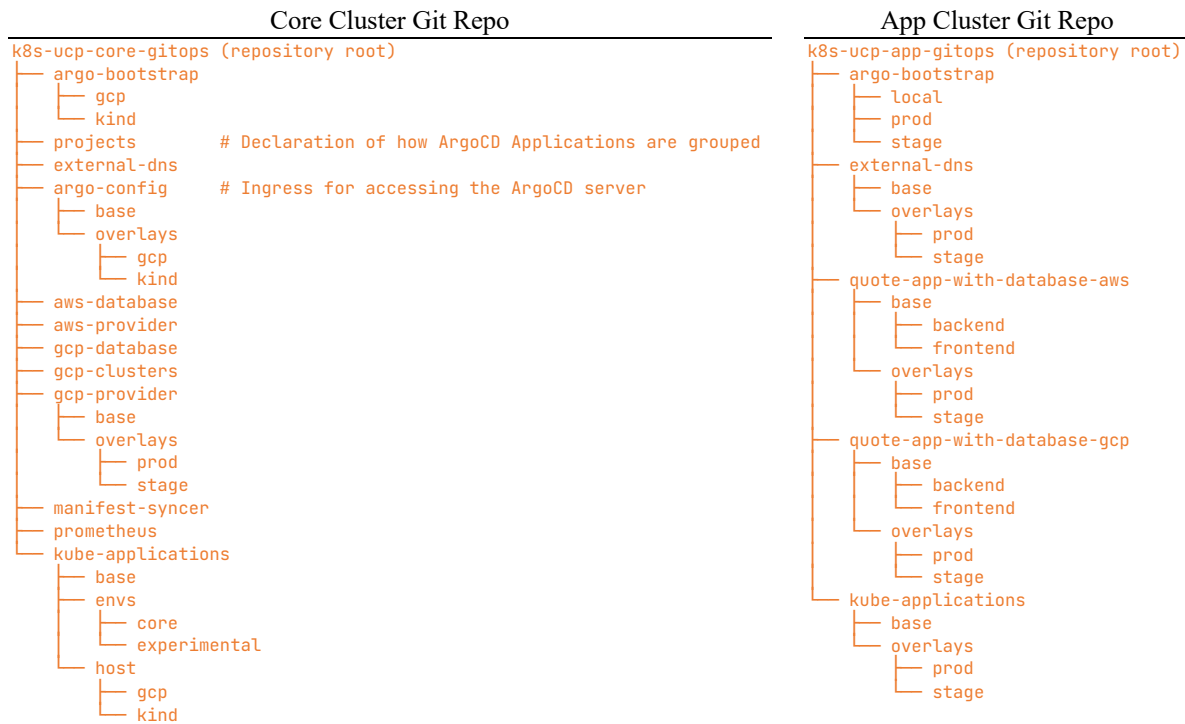 Core Cluster Git Repo
k8s-ucp-core-gitops (repository root)
├── argo-bootstrap
│   ├── gcp
│   └── kind
├── projects        # Declaration of how ArgoCD Applications are grouped
├── external-dns
├── argo-config     # Ingress for accessing the ArgoCD server
│   ├── base
│   └── overlays
│       ├── gcp
│       └── kind
├── aws-database
├── aws-provider
├── gcp-database
├── gcp-clusters
├── gcp-provider
│   ├── base
│   └── overlays
│       ├── prod
│       └── stage
├── manifest-syncer
├── prometheus
└── kube-applications
    ├── base
    ├── envs
    │   ├── core
    │   └── experimental
    └── host
        ├── gcp
        └── kind
App Cluster Git Repo
k8s-ucp-app-gitops (repository root)
├── argo-bootstrap
│   ├── local
│   ├── prod
│   └── stage
├── external-dns
│   ├── base
│   └── overlays
│       ├── prod
│       └── stage
├── quote-app-with-database-aws
│   ├── base
│   │   ├── backend
│   │   └── frontend
│   └── overlays
│       ├── prod
│       └── stage
├── quote-app-with-database-gcp
│   ├── base
│   │   ├── backend
│   │   └── frontend
│   └── overlays
│       ├── prod
│       └── stage
└── kube-applications
    ├── base
    └── overlays
        ├── prod
        └── stage